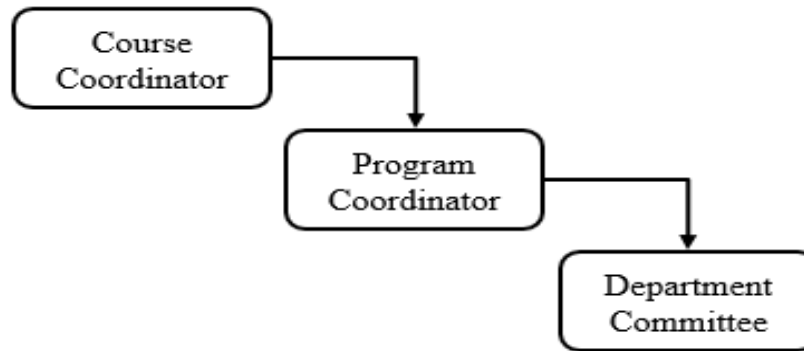 Course
Coordinator
Program
Coordinator
Department
Committee